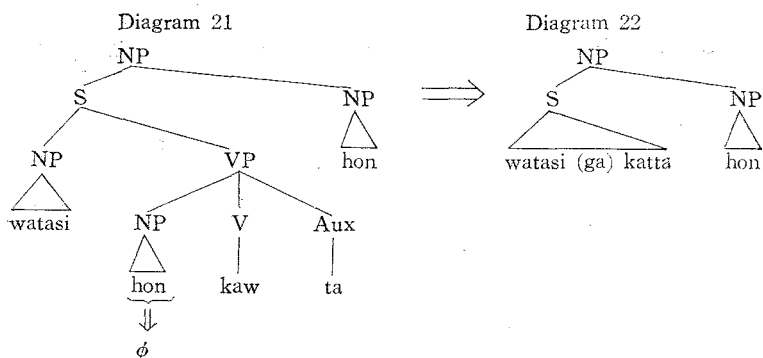 Diagram 21 Diagram 22
NP NP
S NP S NP
hon watasi (ga) katta hon
NP VP
watasi NP V Aux
hon kaw ta
ϕ